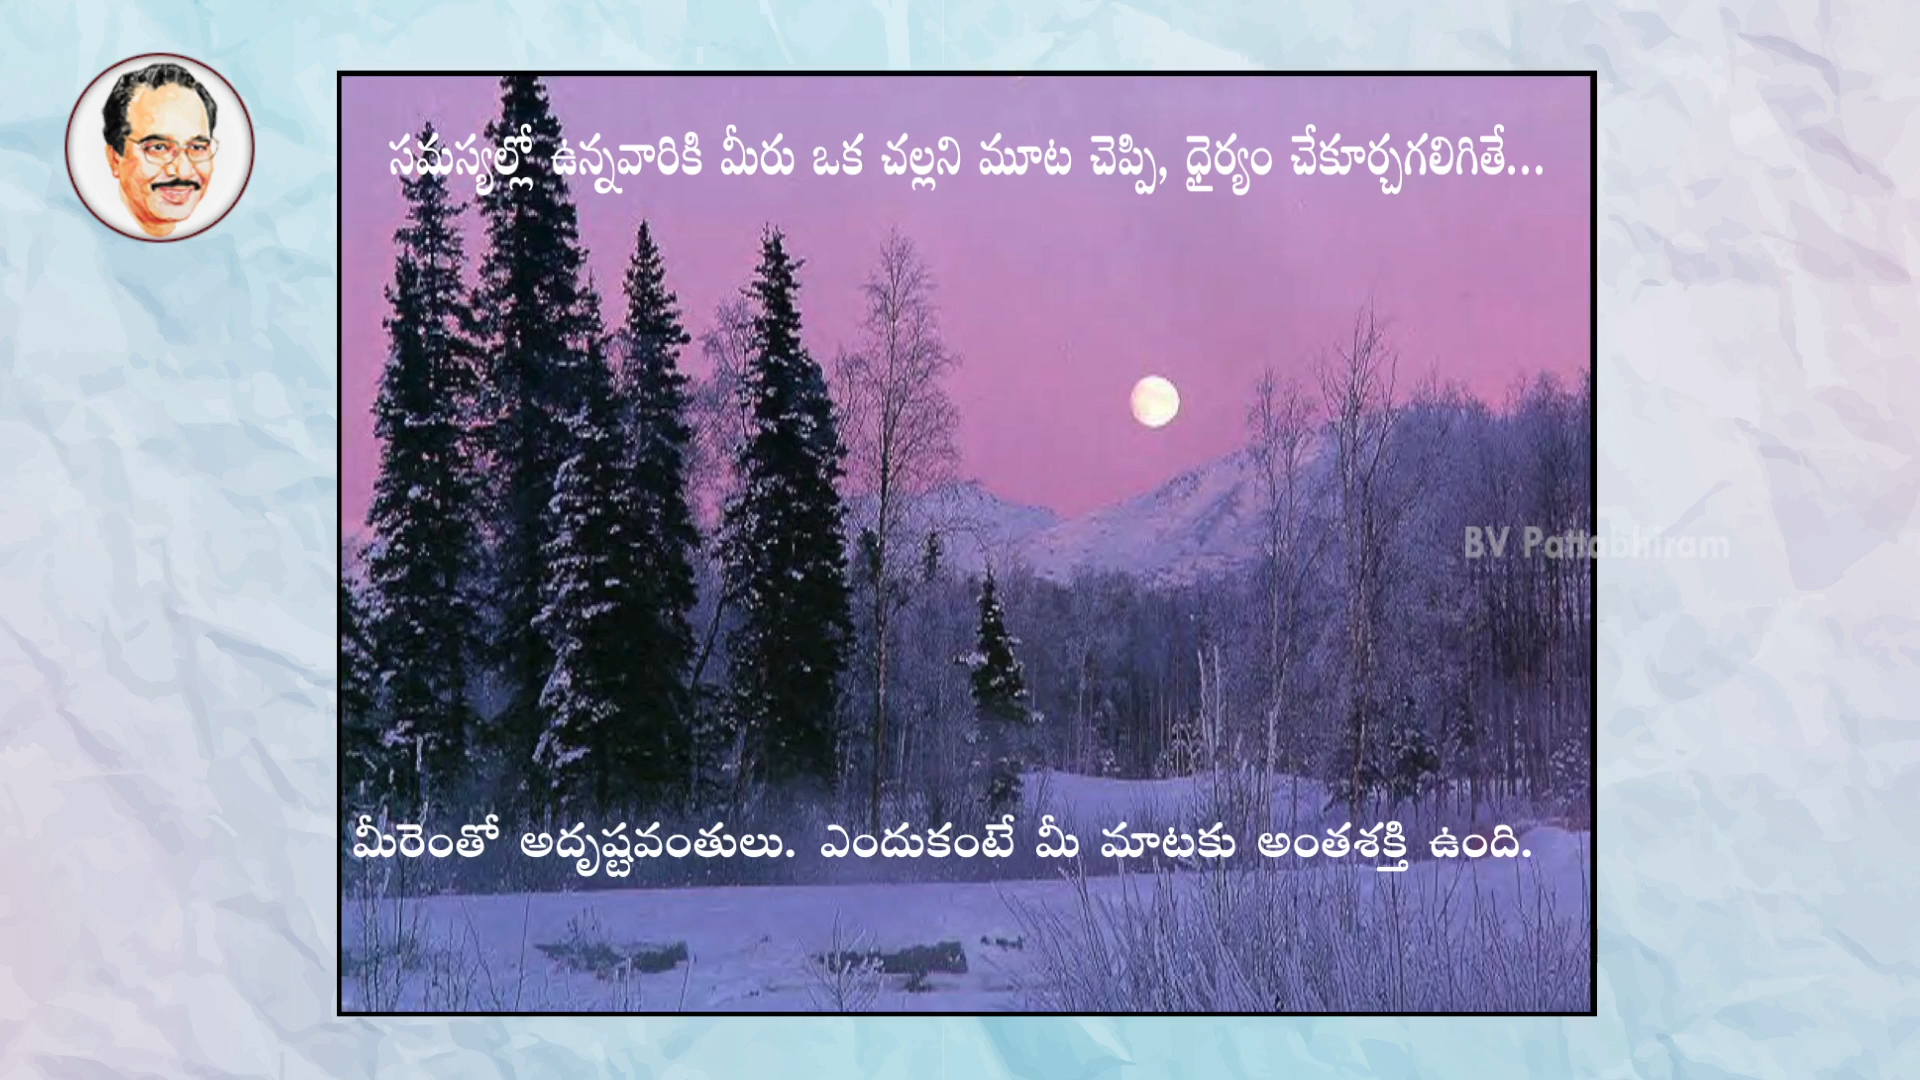 సమస్యల్లో ఉన్నవారికి మీరు ఒక చల్లని మాట చెప్పి, ధైర్యం చేకూర్చగలిగితే...
BV Pattabhiram
మీరెంతో అదృష్టవంతులు. ఎందుకంటే మీ మాటకు అంతశక్తి ఉంది.